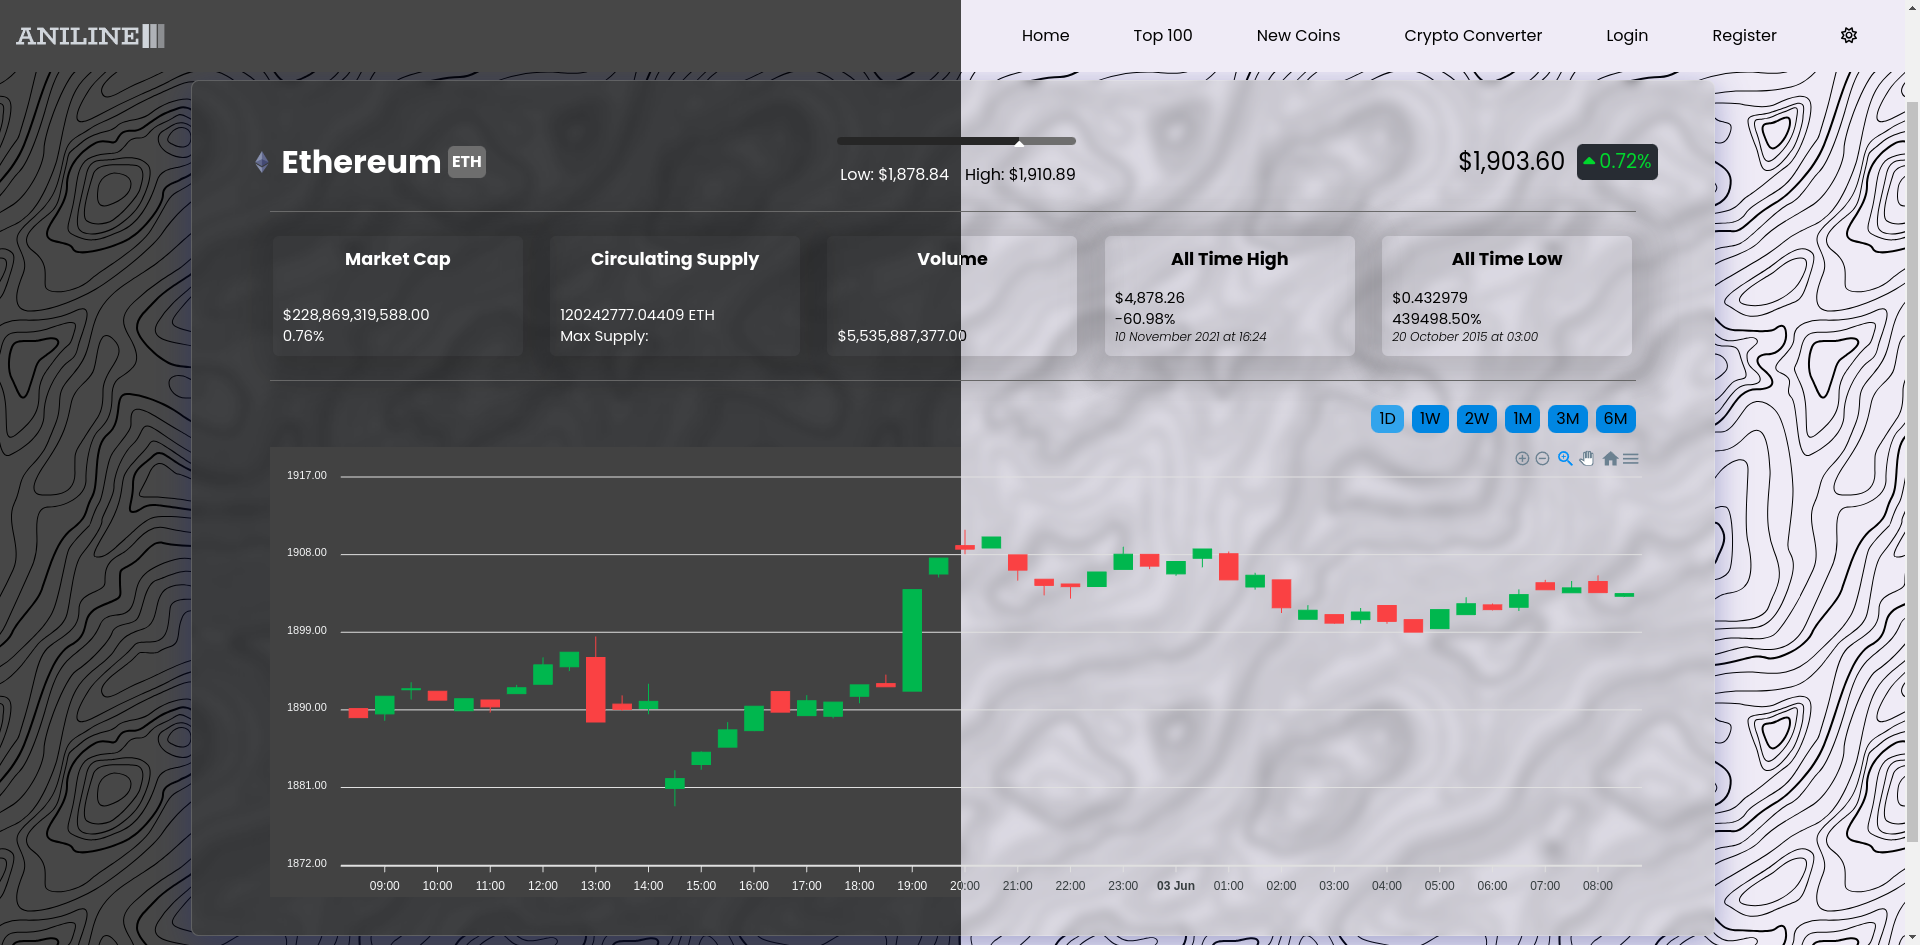 ANILINE
Home Top 100 New Coins Crypto Converter Login Register
Ethereum ETH
Low: $1,878.84 High: $1,910.89
$1,903.60 0.72%
Market Cap
$228,869,319,588.00
0.76%
Circulating Supply
120242777.04409 ETH
Max Supply:
Volume
$5,535,887,377.00
All Time High
$4,878.26
-60.98%
10 November 2021 at 16:24
All Time Low
$0.432979
439498.50%
20 October 2015 at 03:00
1D 1W 2W 1M 3M 6M
1917.00
1908.00
1899.00
1890.00
1881.00
1872.00
09:00 10:00 11:00 12:00 13:00 14:00 15:00 16:00 17:00 18:00 19:00 20:00 21:00 22:00 23:00 03 Jun 01:00 02:00 03:00 04:00 05:00 06:00 07:00 08:00